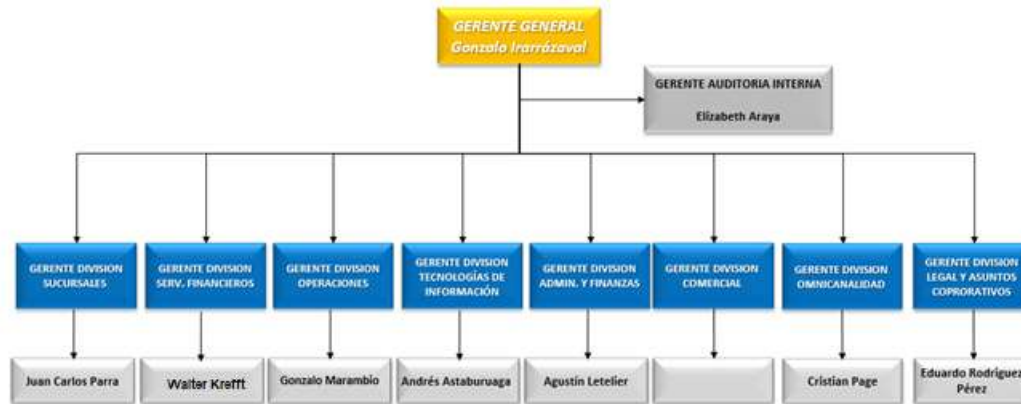 GERENTE GENERAL
Gonzalo Irarrázaval
GERENTE AUDITORIA INTERNA
Elizabeth Araya
GERENTE DIVISION
SUCURSALES
GERENTE DIVISION
SERV. FINANCIEROS
GERENTE DIVISION
OPERACIONES
GERENTE DIVISION
TECNOLOGÍAS DE
INFORMACIÓN
GERENTE DIVISION
ADMIN. Y FINANZAS
GERENTE DIVISION
COMERCIAL
GERENTE DIVISION
OMNICANALIDAD
GERENTE DIVISION
LEGAL Y ASUNTOS
COPRORATIVOS
Juan Carlos Parra
Walter Krefft
Gonzalo Marambio
Andrés Astaburuaga
Agustín Letelier
Cristian Page
Eduardo Rodríguez
Pérez